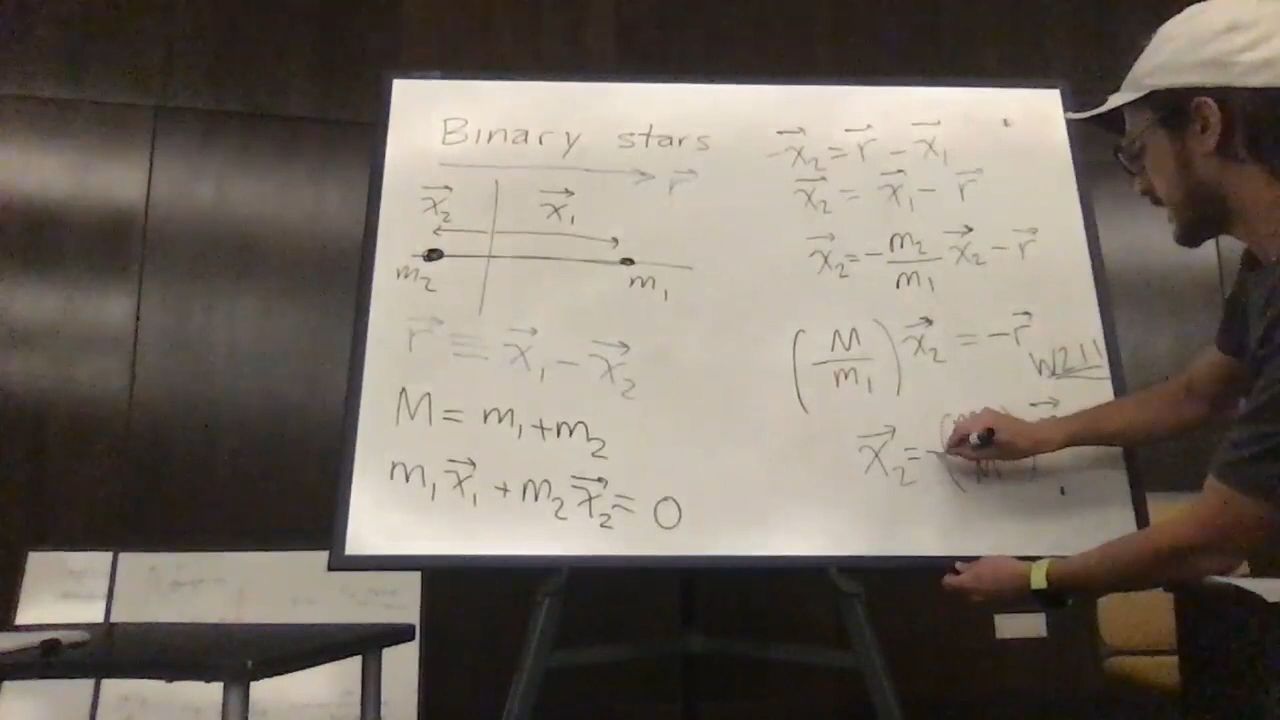 Binary stars
r⃗
x⃗₂ x⃗₁
m₂ m₁
r⃗ ≡ x⃗₁ - x⃗₂
M = m₁ + m₂
m₁x⃗₁ + m₂x⃗₂ = 0
-x⃗₂ = r⃗ - x⃗₁
x⃗₂ = x⃗₁ - r⃗
x⃗₂ = -m₂/m₁ x⃗₂ - r⃗
(M/m₁) x⃗₂ = -r⃗
W211
x⃗₂ = -